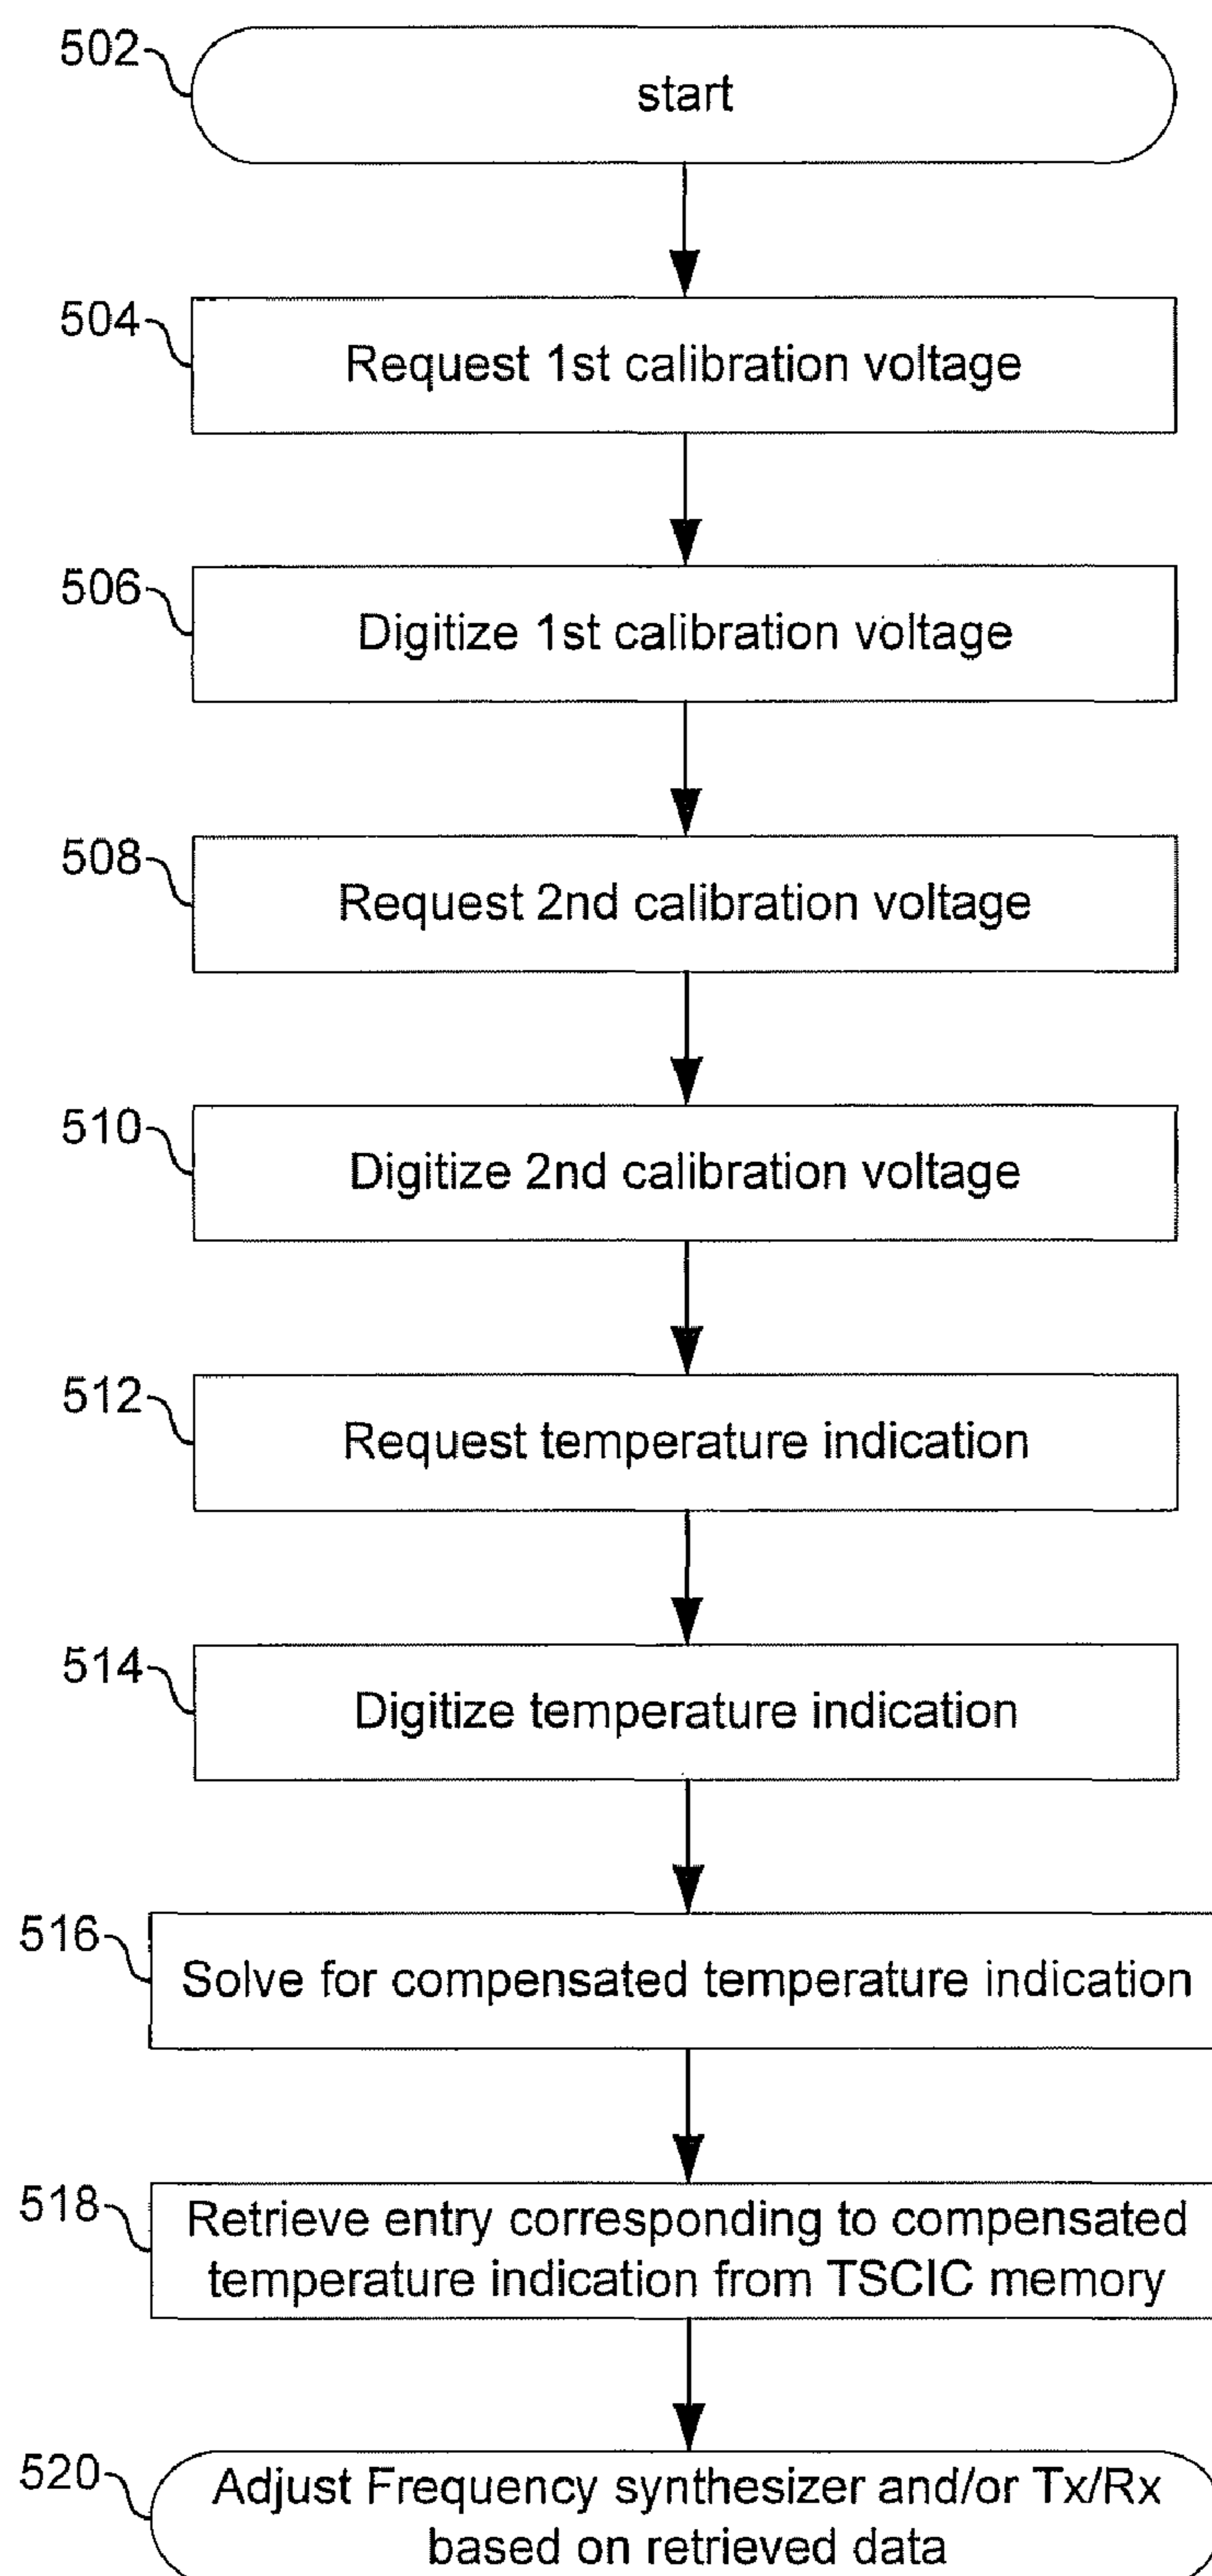 502
start
504
Request 1st calibration voltage
506
Digitize 1st calibration voltage
508
Request 2nd calibration voltage
510
Digitize 2nd calibration voltage
512
Request temperature indication
514
Digitize temperature indication
516
Solve for compensated temperature indication
518
Retrieve entry corresponding to compensated
temperature indication from TSCIC memory
520
Adjust Frequency synthesizer and/or Tx/Rx
based on retrieved data